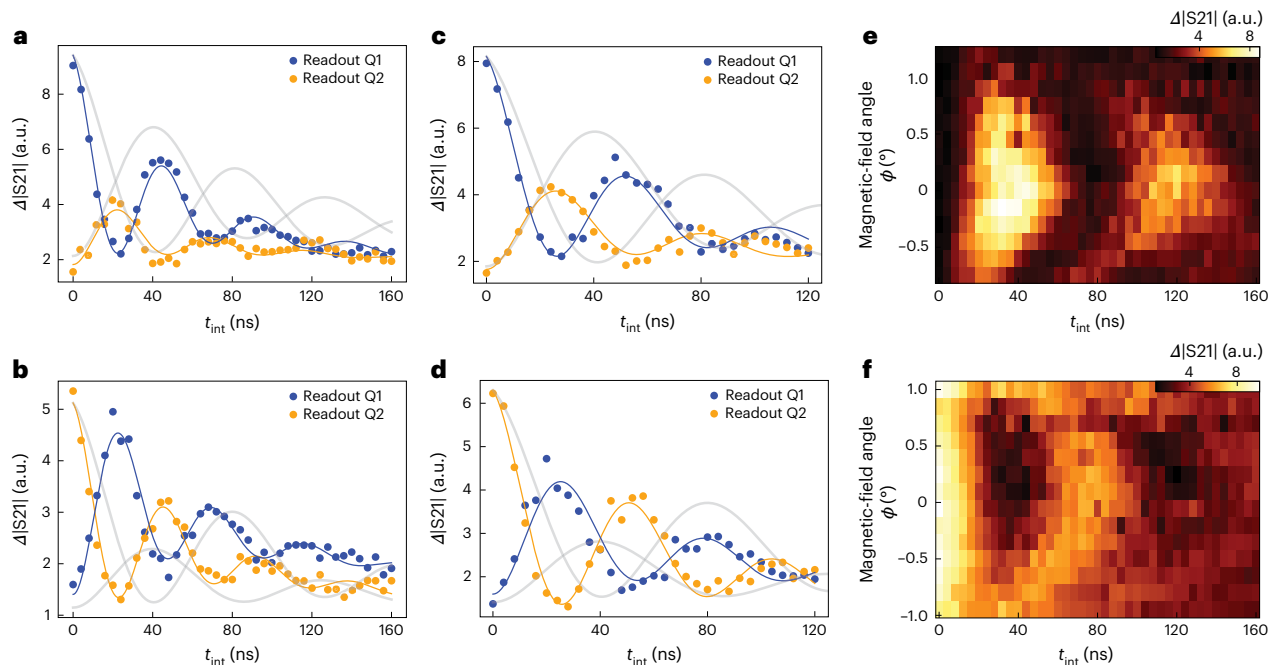 a
Readout Q1
Readout Q2
Δ|S21| (a.u.)
8
6
4
2
0
40
80
120
160
t_int (ns)
c
Readout Q1
Readout Q2
Δ|S21| (a.u.)
8
6
4
2
0
40
80
120
t_int (ns)
e
Δ|S21| (a.u.)
4
8
Magnetic-field angle
ϕ (°)
1.0
0.5
0
−0.5
0
40
80
120
160
t_int (ns)
b
Readout Q1
Readout Q2
Δ|S21| (a.u.)
5
4
3
2
1
0
40
80
120
160
t_int (ns)
d
Readout Q1
Readout Q2
Δ|S21| (a.u.)
6
5
4
3
2
0
40
80
120
t_int (ns)
f
Δ|S21| (a.u.)
4
8
Magnetic-field angle
ϕ (°)
1.0
0.5
0
−0.5
−1.0
0
40
80
120
160
t_int (ns)